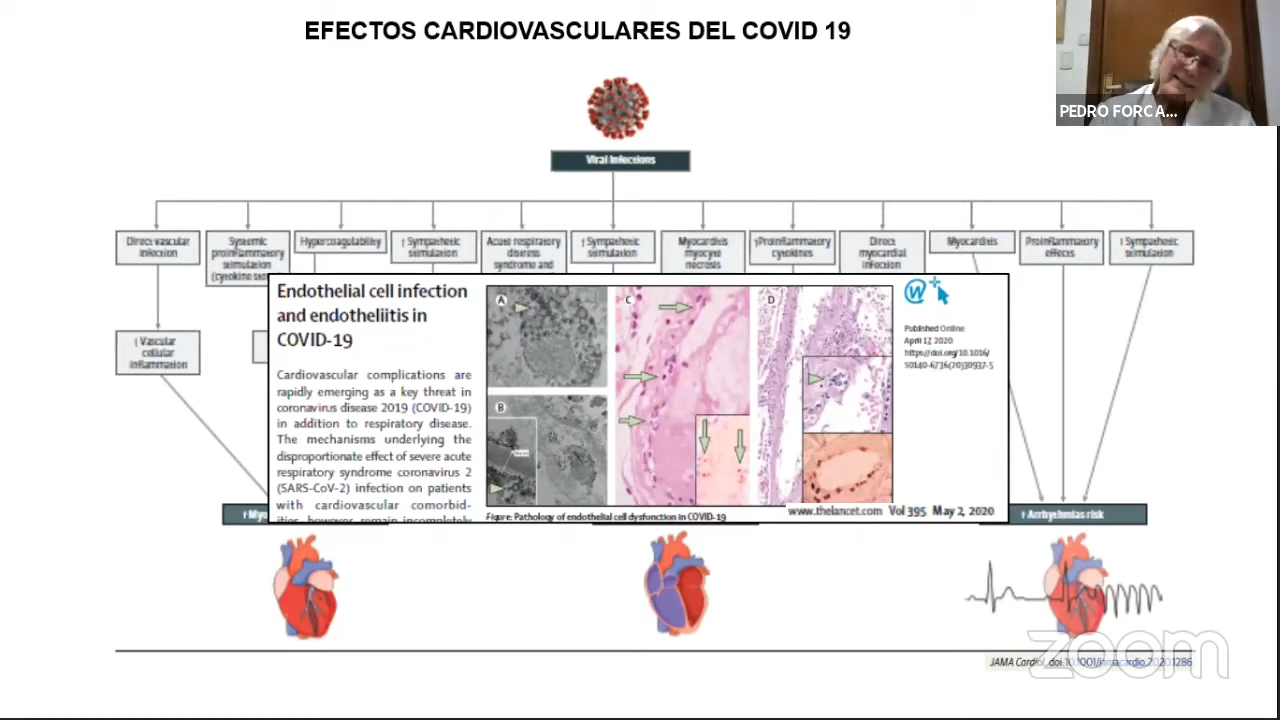 EFECTOS CARDIOVASCULARES DEL COVID 19
PEDRO FORCA...
Viral infections
Direct vascular
infection
Systemic
proinflammatory
stimulation
(cytokine
Hypercoagulability
↑ Sympathetic
stimulation
Acute respiratory
distress
syndrome and
↑ Sympathetic
stimulation
Myocarditis
myocyte
necrosis
↑Proinflammatory
cytokines
Direct
myocardial
infection
Myocarditis
Proinflammatory
effects
↑ Sympathetic
stimulation
↑ Vascular
cellular
inflammation
Endothelial cell infection
and endotheliitis in
COVID-19
Cardiovascular complications are
rapidly emerging as a key threat in
coronavirus disease 2019 (COVID-19)
in addition to respiratory disease.
The mechanisms underlying the
disproportionate effect of severe acute
respiratory syndrome coronavirus 2
(SARS-CoV-2) infection on patients
with cardiovascular comorbid-
ities, however, remain incompletely
A
B
C
D
Figure: Pathology of endothelial cell dysfunction in COVID-19
W
Published Online
April 17, 2020
https://doi.org/10.1016/
S0140-6736(20)30937-5
www.thelancet.com Vol 395 May 2, 2020
↑ Myo
↑ Arrhythmias risk
JAMA Cardiol, doi:10.1001/jamacardio.2020.1286
zoom